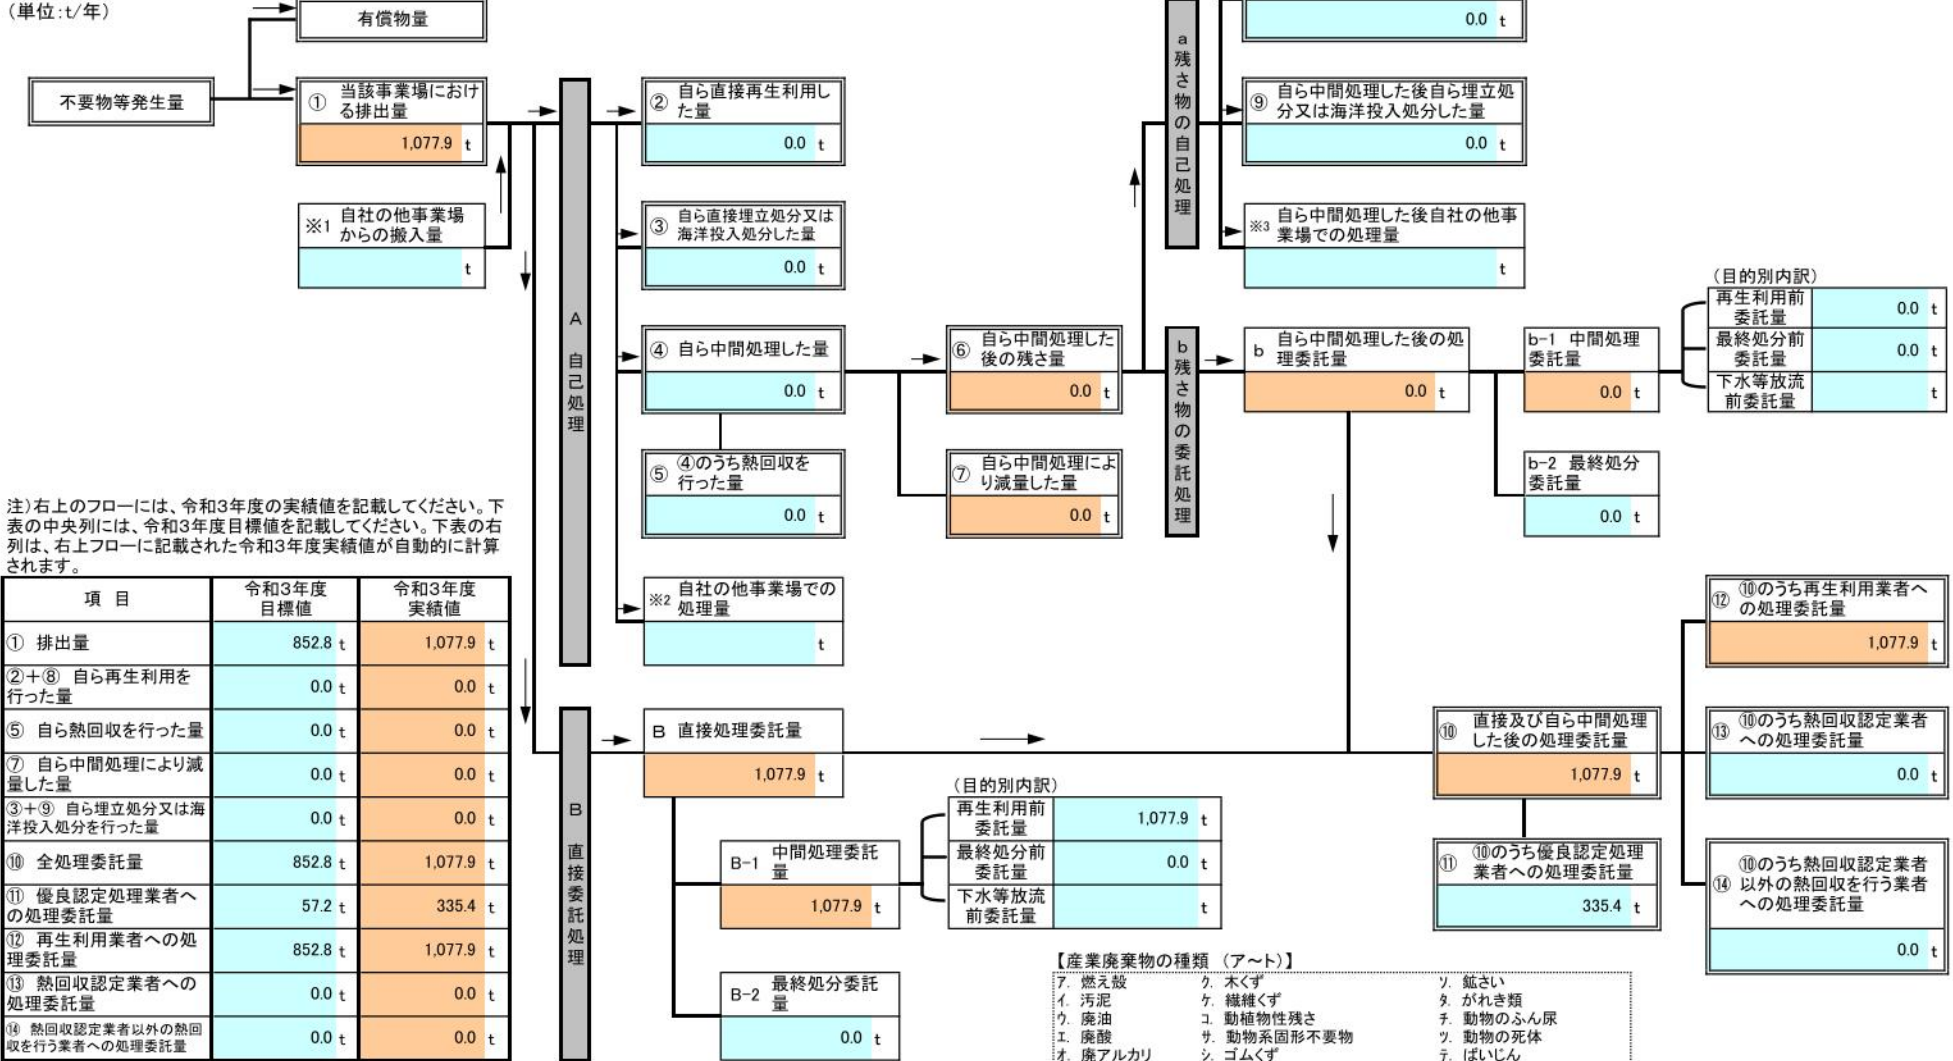 (単位:t/年)
有償物量
不要物等発生量
① 当該事業場におけ
る排出量
1,077.9 t
※1 自社の他事業場
からの搬入量
t
A 自己処理
② 自ら直接再生利用し
た量
0.0 t
③ 自ら直接埋立処分又は
海洋投入処分した量
0.0 t
④ 自ら中間処理した量
0.0 t
⑤ ④のうち熱回収を
行った量
0.0 t
※2 自社の他事業場での
処理量
t
⑥ 自ら中間処理した
後の残さ量
0.0 t
⑦ 自ら中間処理によ
り減量した量
0.0 t
a 残さ物の自己処理
0.0 t
⑨ 自ら中間処理した後自ら埋立処
分又は海洋投入処分した量
0.0 t
※3 自ら中間処理した後自社の他事
業場での処理量
t
b 残さ物の委託処理
b 自ら中間処理した後の処
理委託量
0.0 t
b-1 中間処理
委託量
0.0 t
b-2 最終処分
委託量
0.0 t
(目的別内訳)
再生利用前
委託量
0.0 t
最終処分前
委託量
0.0 t
下水等放流
前委託量
t
注)右上のフローには、令和3年度の実績値を記載してください。下
表の中央列には、令和3年度目標値を記載してください。下表の右
列は、右上フローに記載された令和3年度実績値が自動的に計算
されます。
項 目 令和3年度 目標値 令和3年度 実績値
① 排出量 852.8 t 1,077.9 t
②+⑧ 自ら再生利用を
行った量 0.0 t 0.0 t
⑤ 自ら熱回収を行った量 0.0 t 0.0 t
⑦ 自ら中間処理により減
量した量 0.0 t 0.0 t
③+⑨ 自ら埋立処分又は海
洋投入処分を行った量 0.0 t 0.0 t
⑩ 全処理委託量 852.8 t 1,077.9 t
⑪ 優良認定処理業者へ
の処理委託量 57.2 t 335.4 t
⑫ 再生利用業者への処
理委託量 852.8 t 1,077.9 t
⑬ 熱回収認定業者への
処理委託量 0.0 t 0.0 t
⑭ 熱回収認定業者以外の熱回
収を行う業者への処理委託量 0.0 t 0.0 t
B 直接委託処理
B 直接処理委託量
1,077.9 t
B-1 中間処理委託
量
1,077.9 t
B-2 最終処分委託
量
0.0 t
(目的別内訳)
再生利用前
委託量
1,077.9 t
最終処分前
委託量
0.0 t
下水等放流
前委託量
t
⑩ 直接及び自ら中間処理
した後の処理委託量
1,077.9 t
⑪ ⑩のうち優良認定処理
業者への処理委託量
335.4 t
⑫ ⑩のうち再生利用業者へ
の処理委託量
1,077.9 t
⑬ ⑩のうち熱回収認定業者
への処理委託量
0.0 t
⑭ ⑩のうち熱回収認定業者
以外の熱回収を行う業者
への処理委託量
0.0 t
【産業廃棄物の種類 (ア~ト)】
ア. 燃え殻 ク. 木くず ソ. 鉱さい
イ. 汚泥 ケ. 繊維くず タ. がれき類
ウ. 廃油 コ. 動植物性残さ チ. 動物のふん尿
エ. 廃酸 サ. 動物系固形不要物 ツ. 動物の死体
オ. 廃アルカリ シ. ゴムくず テ. ばいじん